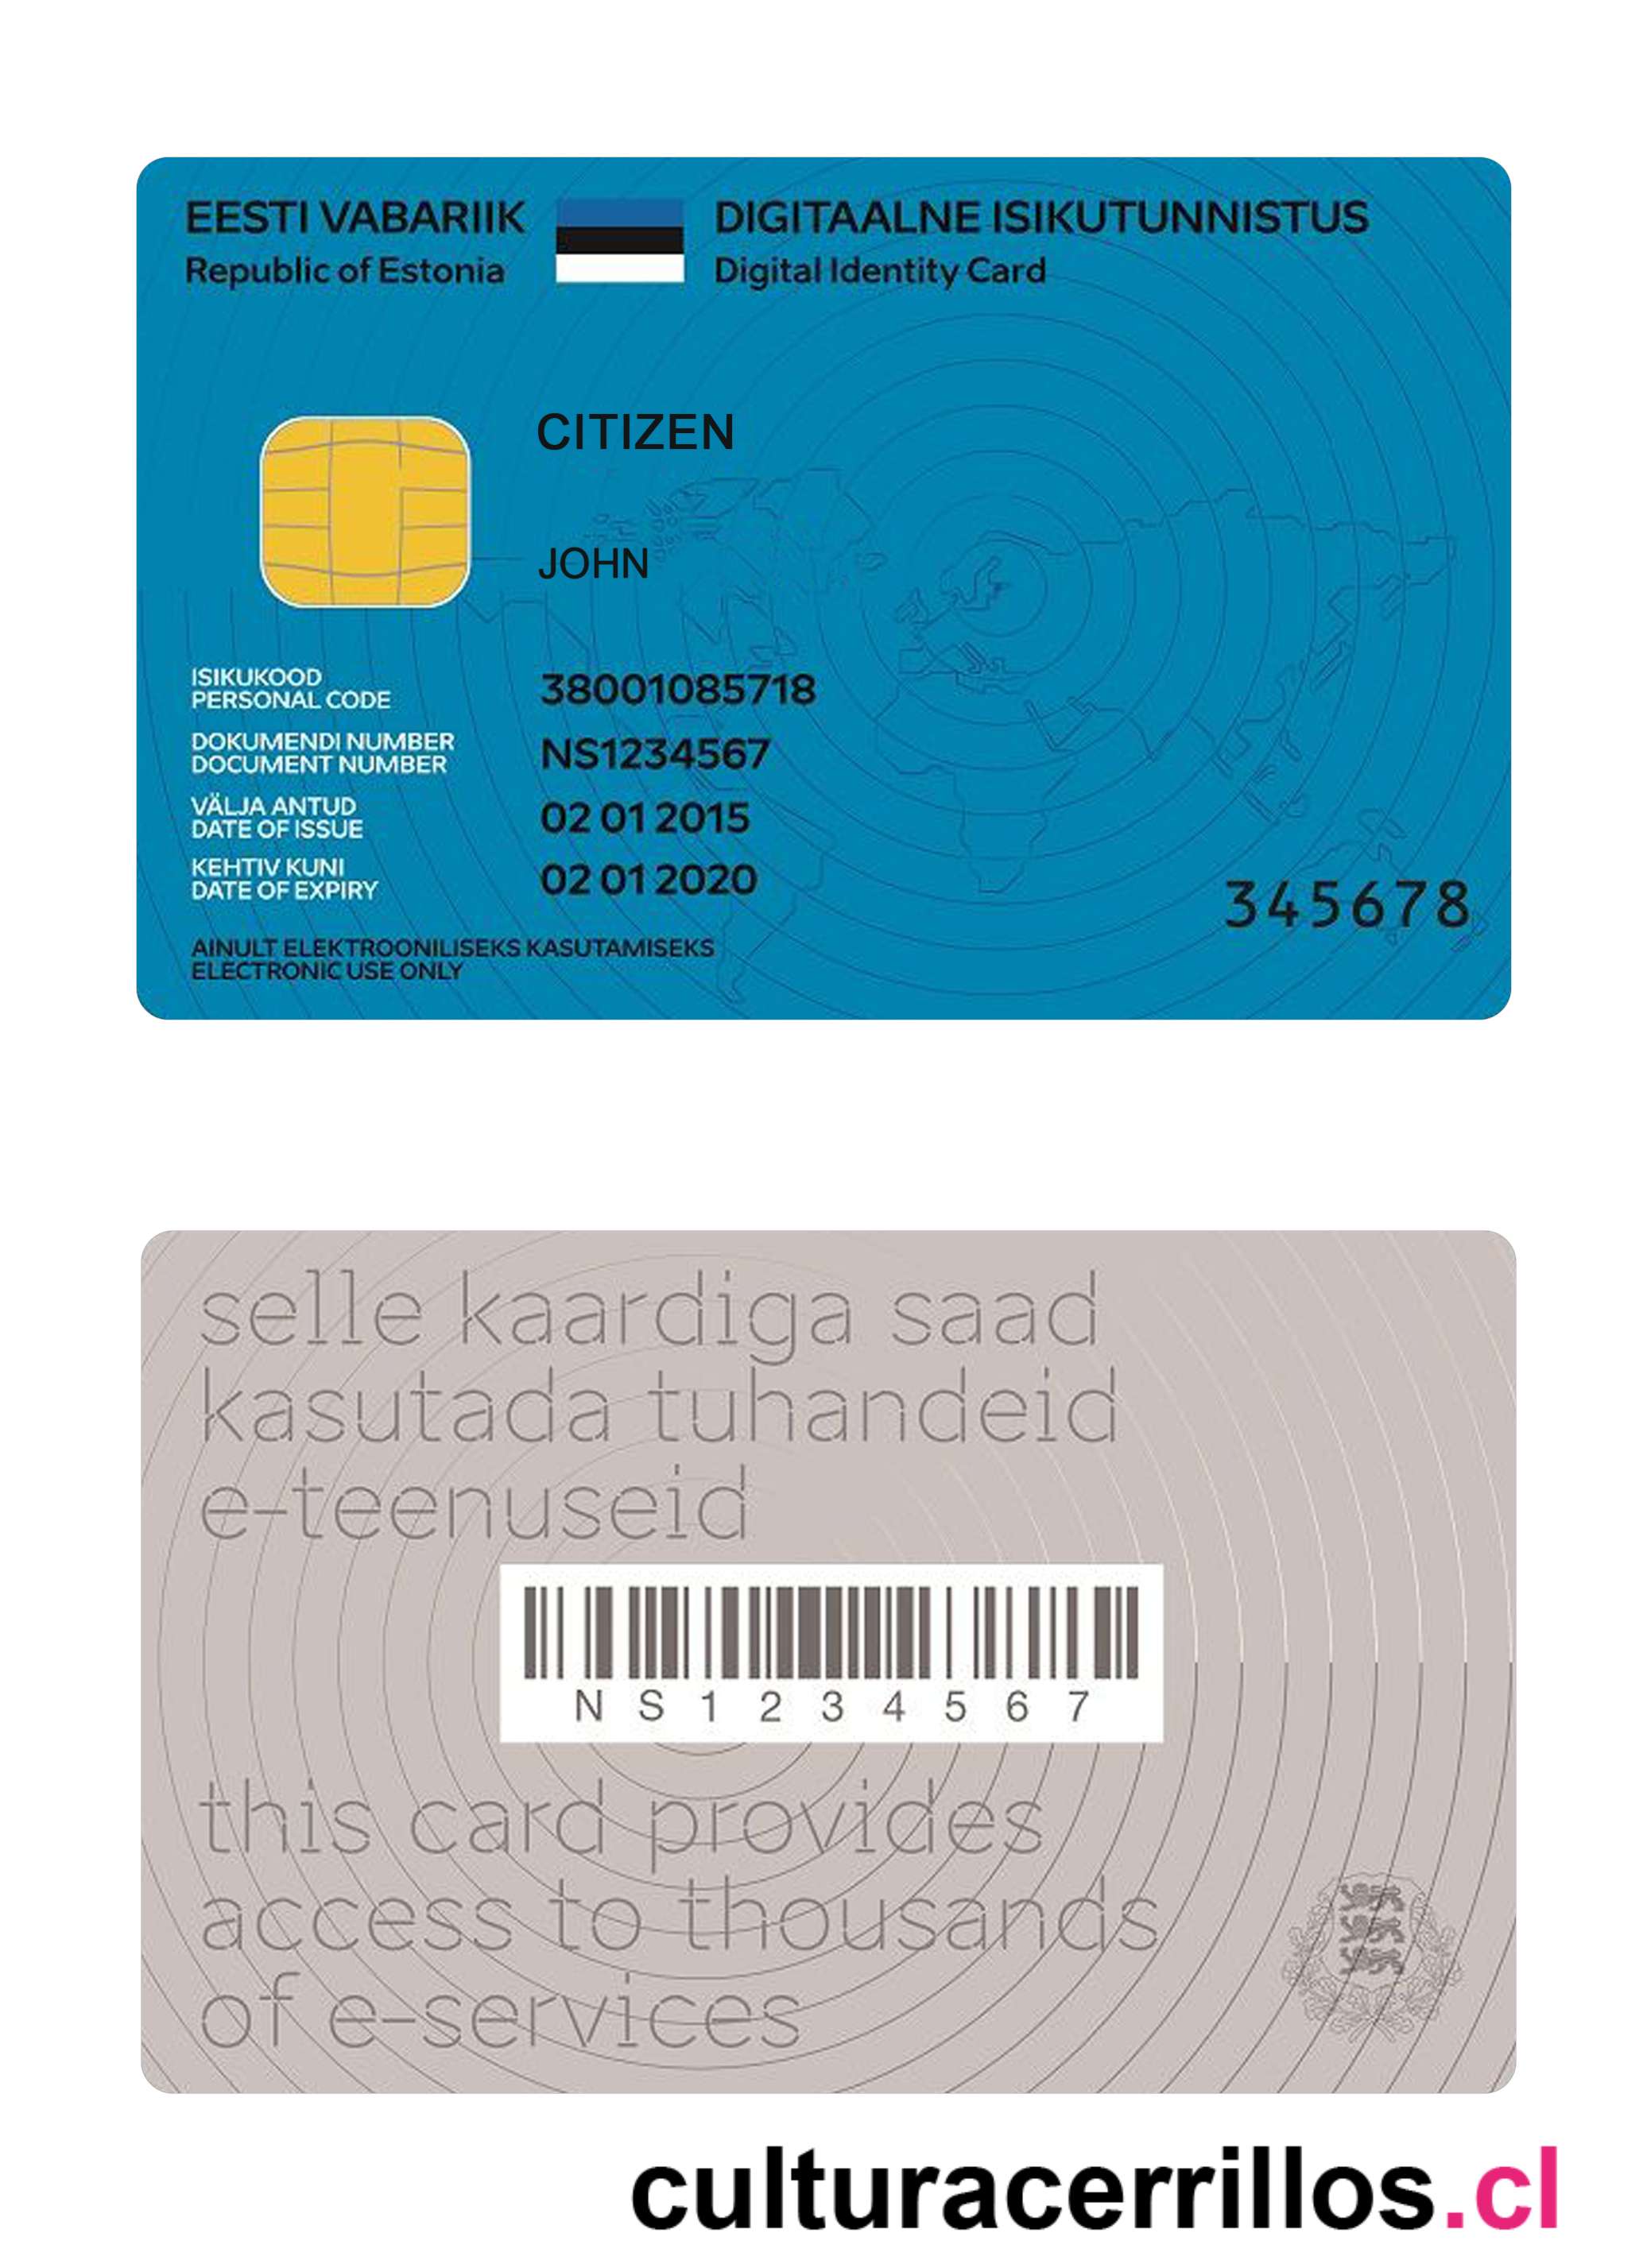 EESTI VABARIIK
Republic of Estonia
DIGITAALNE ISIKUTUNNISTUS
Digital Identity Card
CITIZEN
JOHN
ISIKUKOOD
PERSONAL CODE
38001085718
DOKUMENDI NUMBER
DOCUMENT NUMBER
NS1234567
VÄLJA ANTUD
DATE OF ISSUE
02 01 2015
KEHTIV KUNI
DATE OF EXPIRY
02 01 2020
345678
AINULT ELEKTROONILISEKS KASUTAMISEKS
ELECTRONIC USE ONLY
selle kaardiga saad
kasutada tuhandeid
e-teenuseid
NS1234567
this card provides
access to thousands
of e-services
culturacerrillos.cl